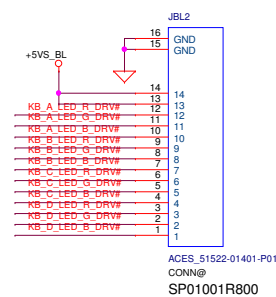 JBL2
16 GND
15 GND
+5VS_BL
14 14
13 13
KB_A_LED_R_DRV# 12 12
KB_A_LED_G_DRV# 11 11
KB_A_LED_B_DRV# 10 10
KB_B_LED_R_DRV# 9 9
KB_B_LED_G_DRV# 8 8
KB_B_LED_B_DRV# 7 7
KB_C_LED_R_DRV# 6 6
KB_C_LED_G_DRV# 5 5
KB_C_LED_B_DRV# 4 4
KB_D_LED_R_DRV# 3 3
KB_D_LED_G_DRV# 2 2
KB_D_LED_B_DRV# 1 1
ACES_51522-01401-P01
CONN@
SP01001R800